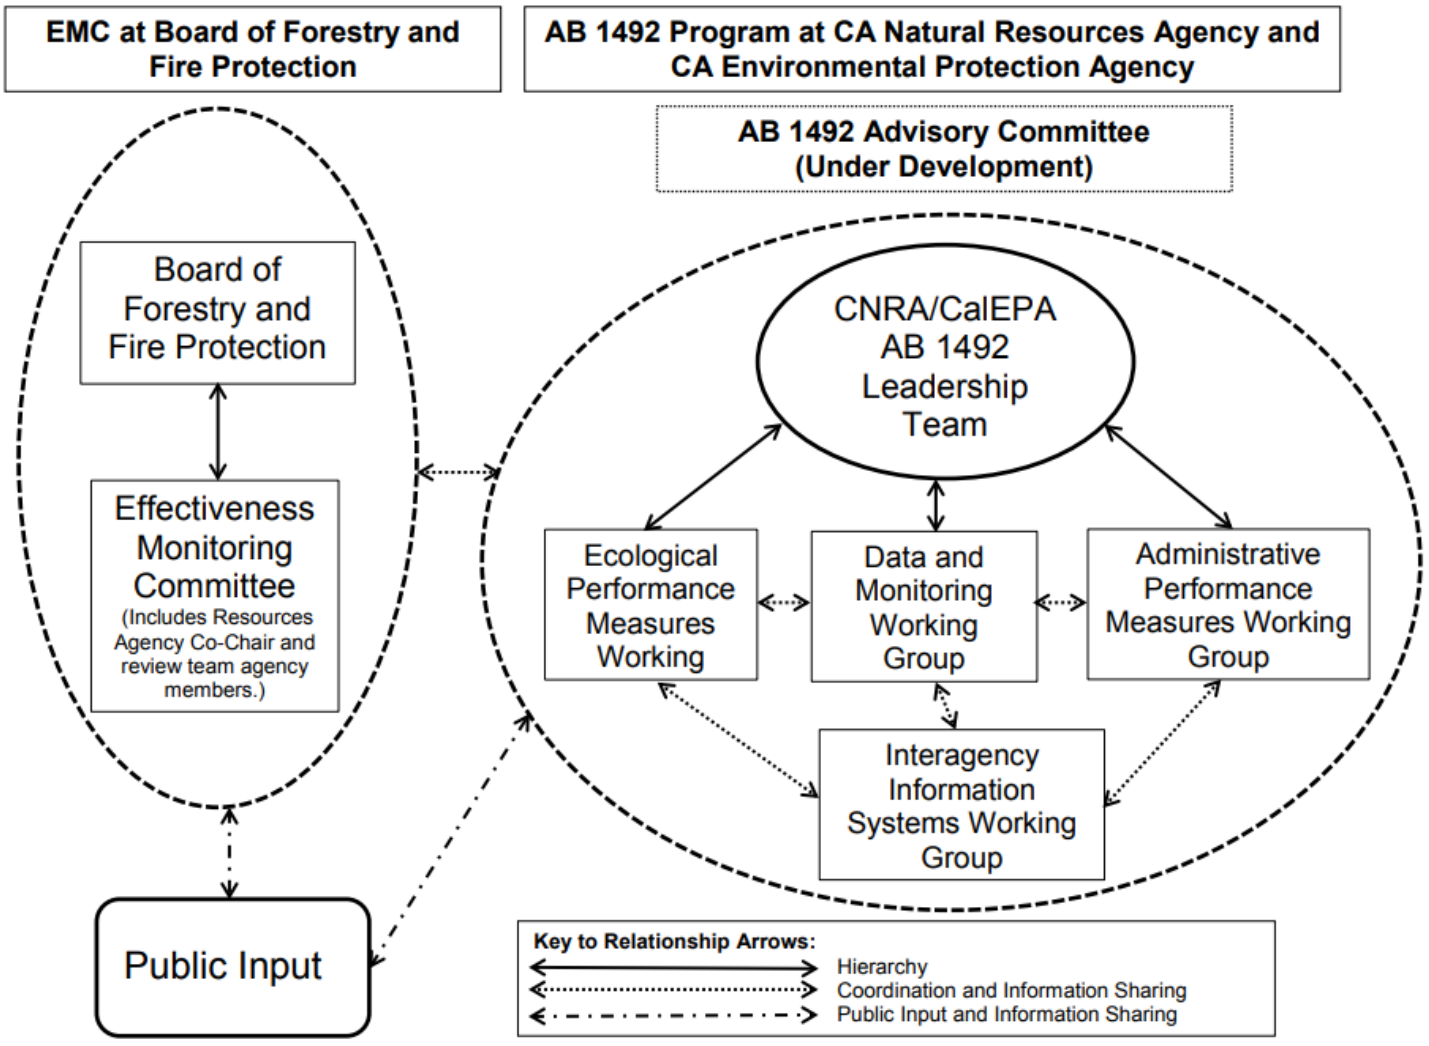 EMC at Board of Forestry and
Fire Protection
AB 1492 Program at CA Natural Resources Agency and
CA Environmental Protection Agency
AB 1492 Advisory Committee
(Under Development)
Board of
Forestry and
Fire Protection
Effectiveness
Monitoring
Committee
(Includes Resources
Agency Co-Chair and
review team agency
members.)
Public Input
CNRA/CalEPA
AB 1492
Leadership
Team
Ecological
Performance
Measures
Working
Data and
Monitoring
Working
Group
Administrative
Performance
Measures Working
Group
Interagency
Information
Systems Working
Group
Key to Relationship Arrows:
Hierarchy
Coordination and Information Sharing
Public Input and Information Sharing